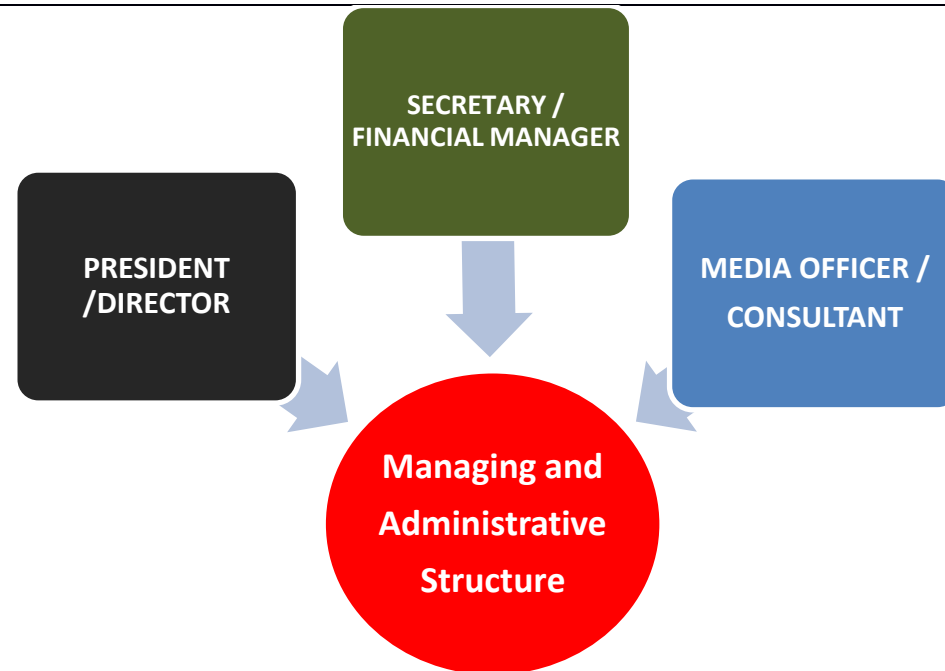 SECRETARY /
FINANCIAL MANAGER
PRESIDENT
/DIRECTOR
MEDIA OFFICER /
CONSULTANT
Managing and
Administrative
Structure